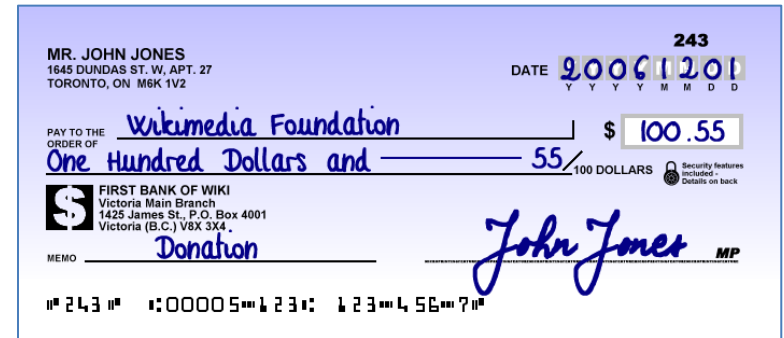 243
MR. JOHN JONES
1645 DUNDAS ST. W, APT. 27
TORONTO, ON M6K 1V2
DATE 20061201
Y Y Y Y M M D D
PAY TO THE ORDER OF Wikimedia Foundation $ 100.55
One Hundred Dollars and 55/100 DOLLARS
Security features included - Details on back
$ FIRST BANK OF WIKI
Victoria Main Branch
1425 James St., P.O. Box 4001
Victoria (B.C.) V8X 3X4
MEMO Donation John Jones MP
⑈243⑈ ⑆00005⑉123⑆ 123⑉456⑉7⑈